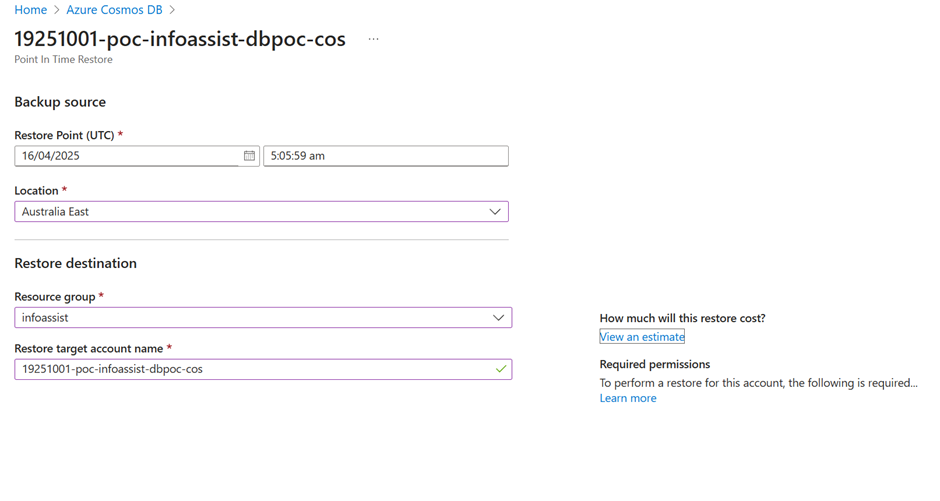 Home > Azure Cosmos DB >
19251001-poc-infoassist-dbpoc-cos ...
Point In Time Restore
Backup source
Restore Point (UTC) *
16/04/2025 5:05:59 am
Location *
Australia East
Restore destination
Resource group *
infoassist
Restore target account name *
19251001-poc-infoassist-dbpoc-cos
How much will this restore cost?
View an estimate
Required permissions
To perform a restore for this account, the following is required...
Learn more